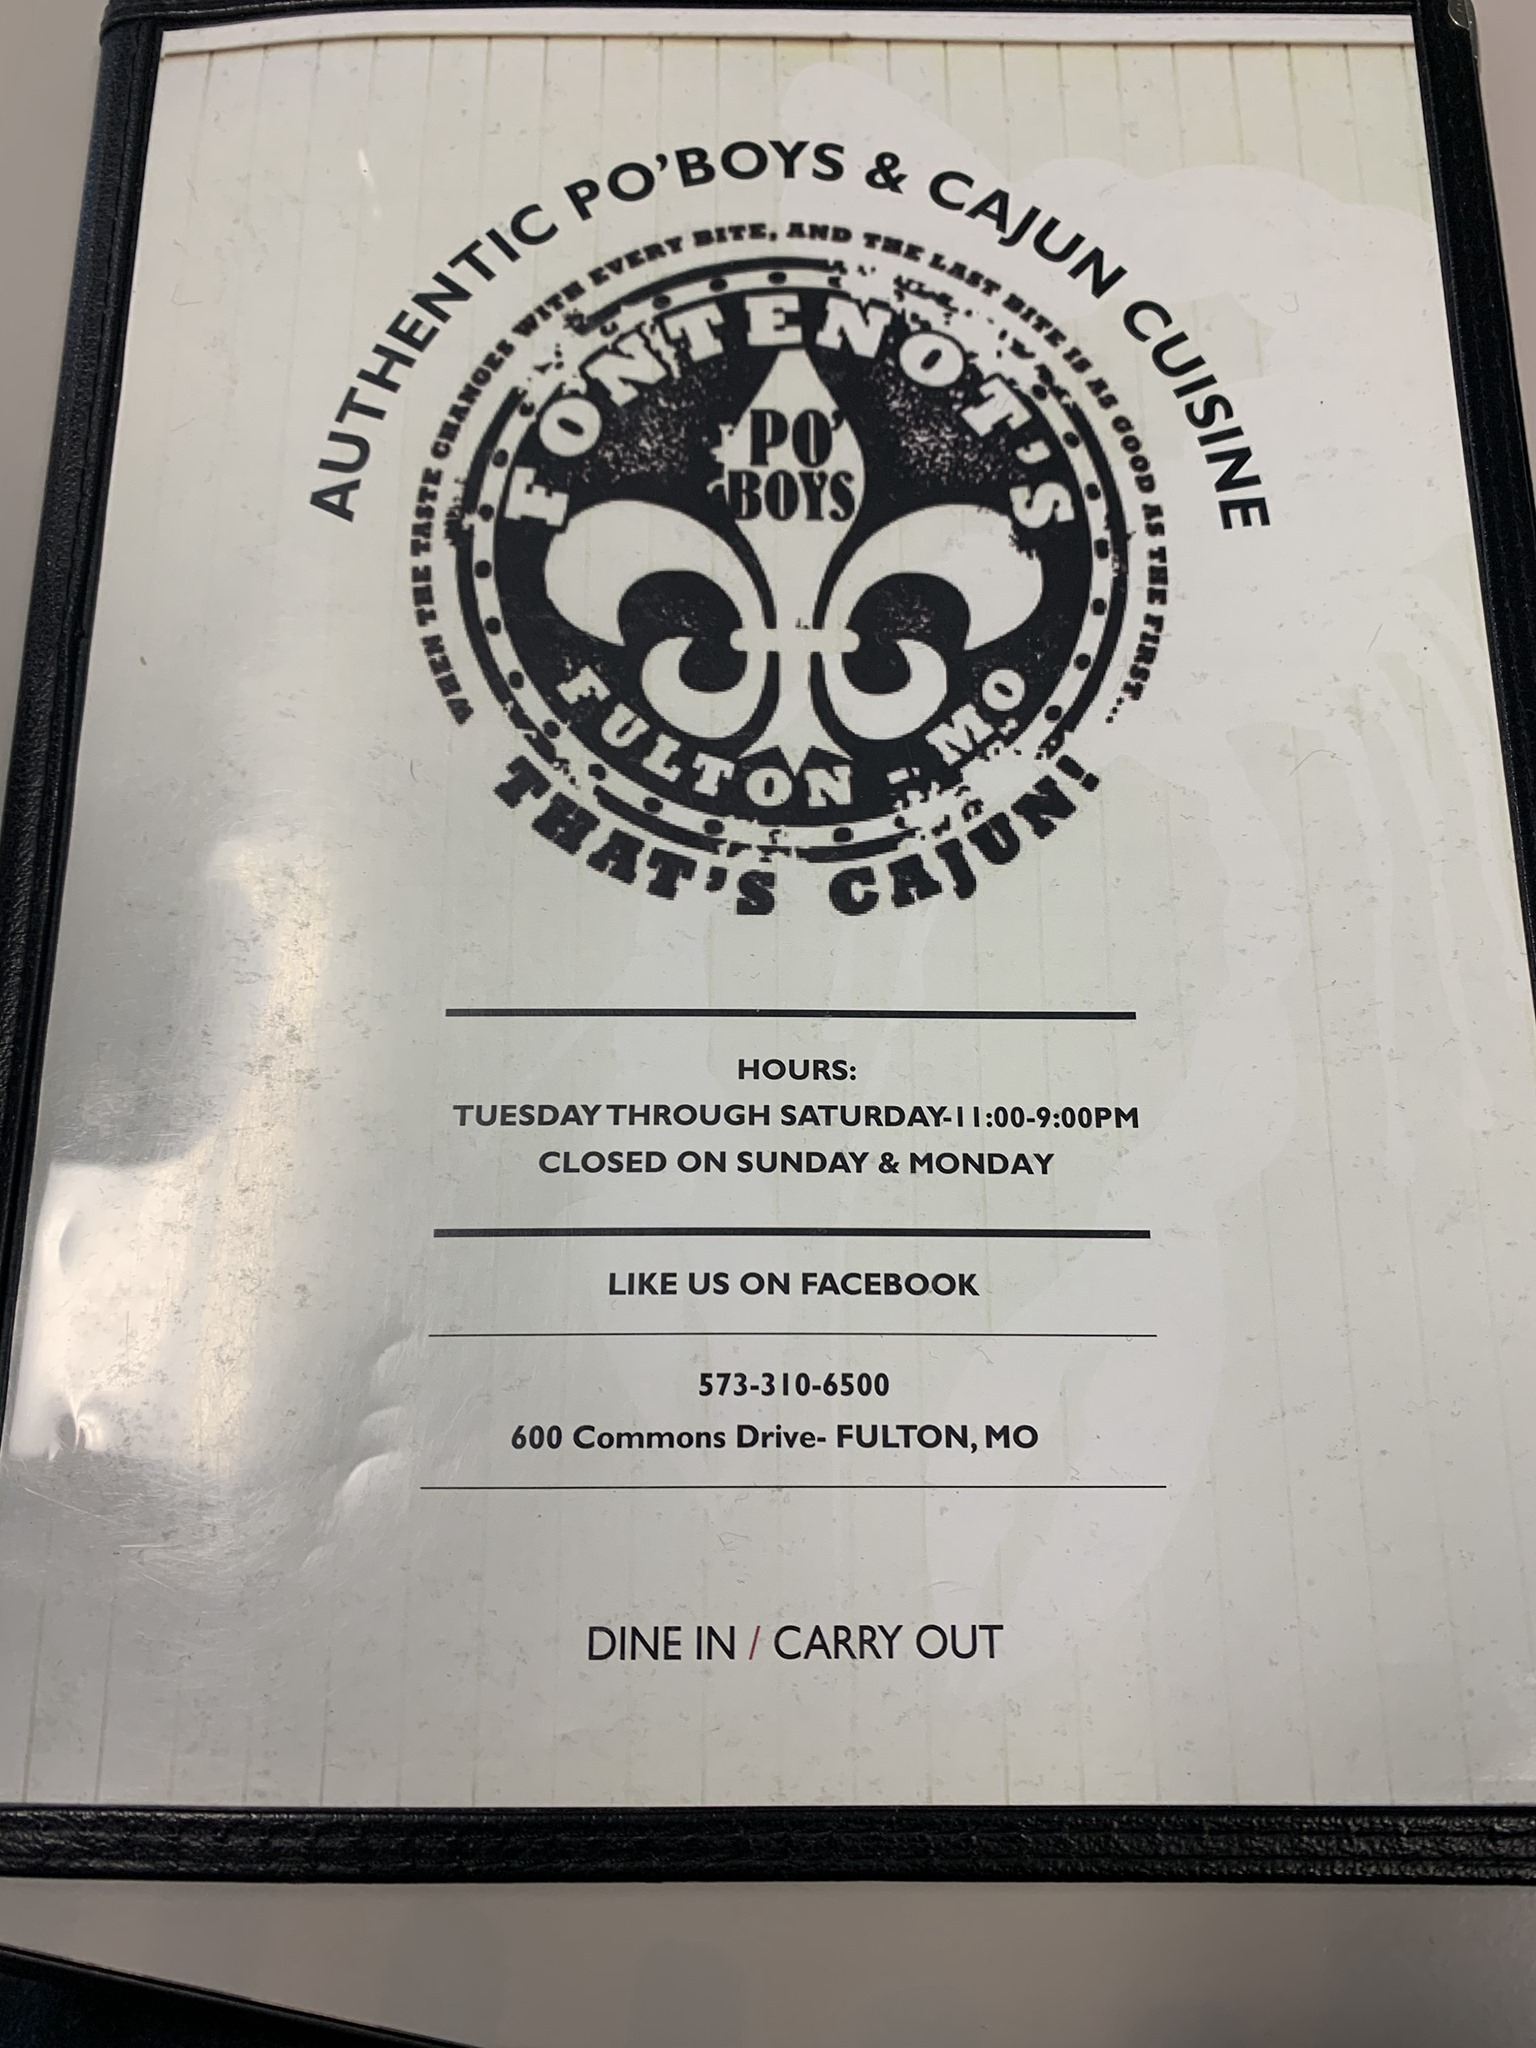 AUTHENTIC PO'BOYS & CAJUN CUISINE
WHEN THE TASTE CHANGES WITH EVERY BITE, AND THE LAST BITE IS AS GOOD AS THE FIRST...
FONTENOT'S
PO'
BOYS
FULTON - MO
THAT'S CAJUN!
HOURS:
TUESDAY THROUGH SATURDAY-11:00-9:00PM
CLOSED ON SUNDAY & MONDAY
LIKE US ON FACEBOOK
573-310-6500
600 Commons Drive- FULTON, MO
DINE IN / CARRY OUT